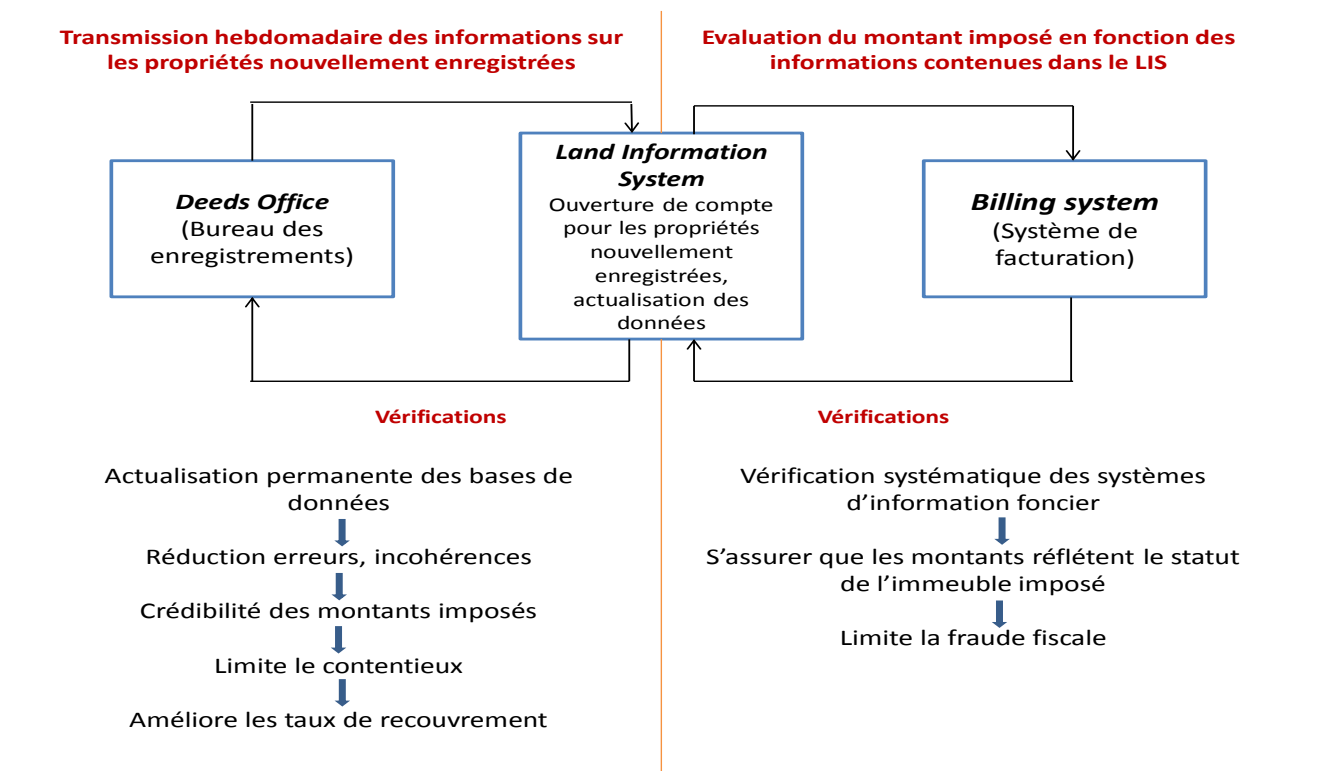 Transmission hebdomadaire des informations sur
les propriétés nouvellement enregistrées
Evaluation du montant imposé en fonction des
informations contenues dans le LIS
Deeds Office
(Bureau des
enregistrements)
Land Information
System
Ouverture de compte
pour les propriétés
nouvellement
enregistrées,
actualisation des
données
Billing system
(Système de
facturation)
Vérifications
Actualisation permanente des bases de
données
Réduction erreurs, incohérences
Crédibilité des montants imposés
Limite le contentieux
Améliore les taux de recouvrement
Vérifications
Vérification systématique des systèmes
d’information foncier
S’assurer que les montants réflétent le statut
de l’immeuble imposé
Limite la fraude fiscale